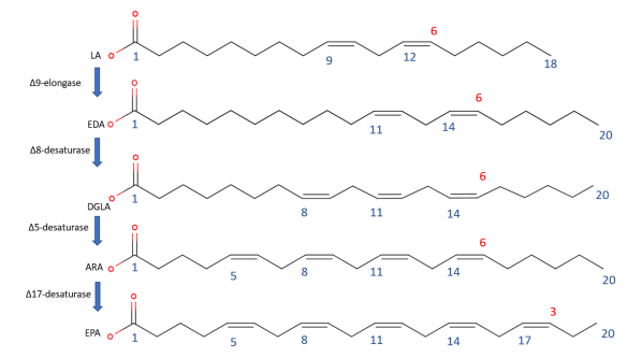 O
6
LA O 1 9 12 18
Δ9-elongase
O
6
EDA O 1 11 14 20
Δ8-desaturase
O
6
DGLA O 1 8 11 14 20
Δ5-desaturase
O
6
ARA O 1 5 8 11 14 20
Δ17-desaturase
O
3
EPA O 1 5 8 11 14 17 20